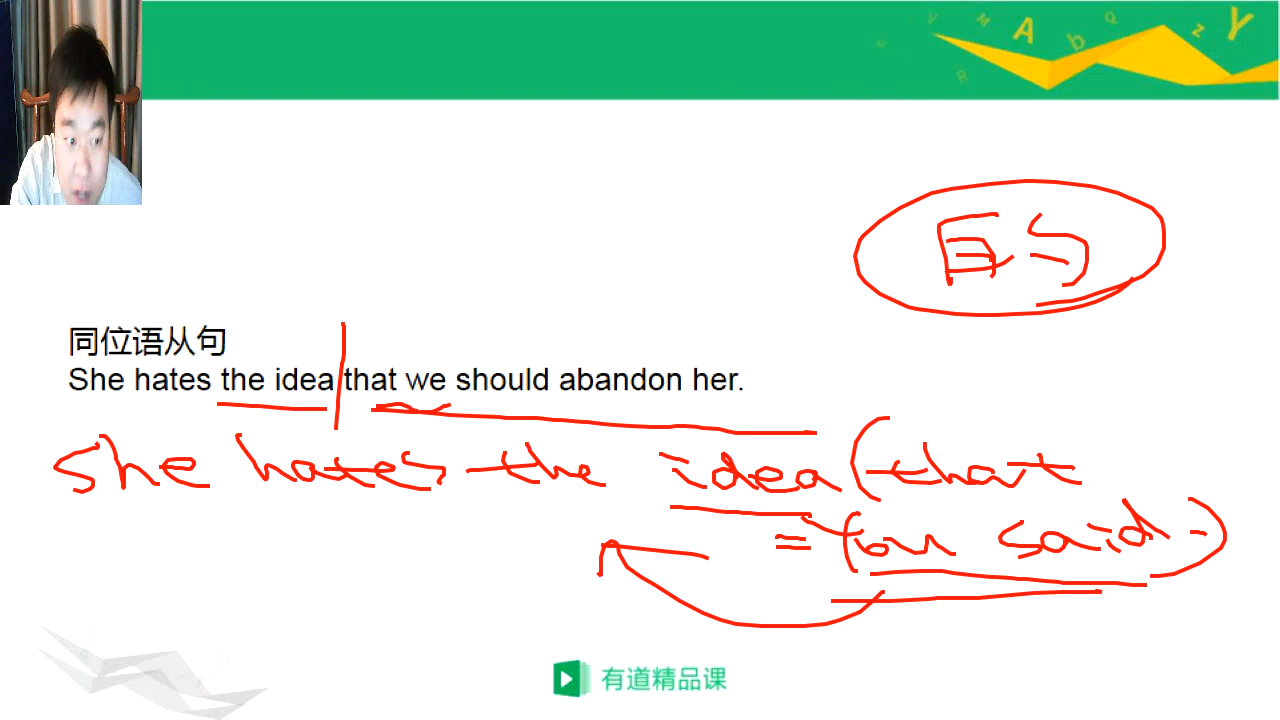 同位语从句
She hates the idea that we should abandon her.
She hates the idea (that
= you said.)
有道精品课